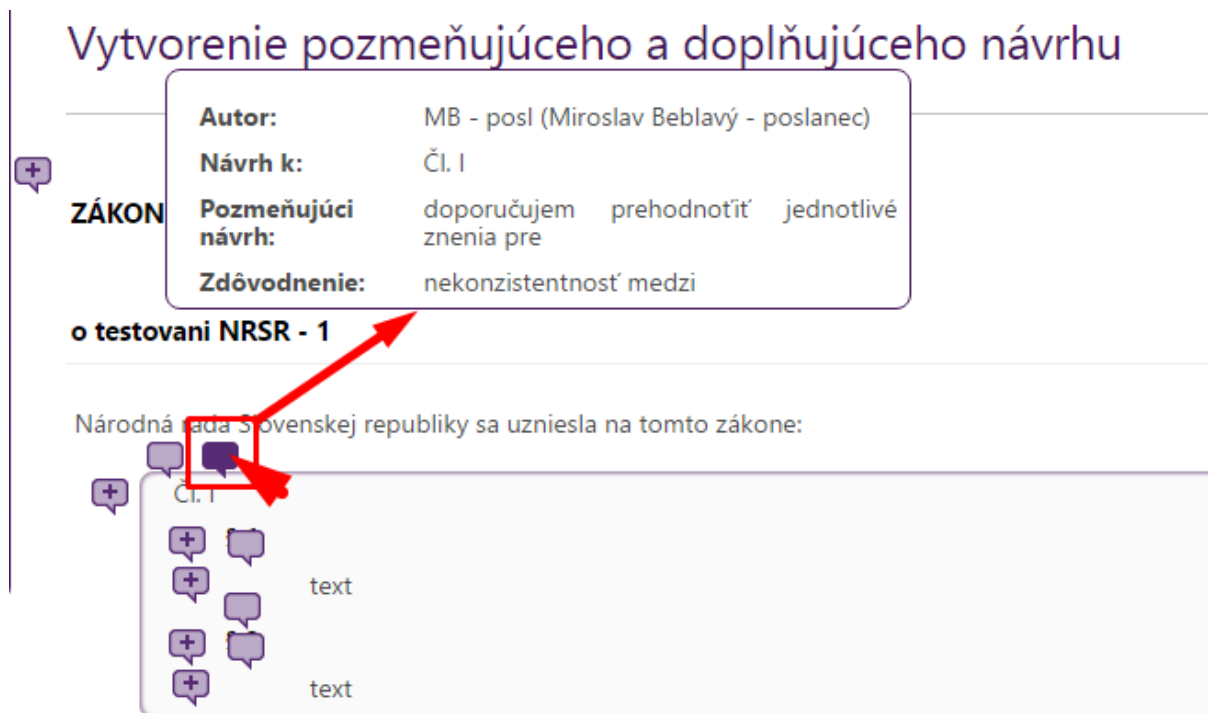 Vytvorenie pozmeňujúceho a doplňujúceho návrhu
Autor: MB - posl (Miroslav Beblavý - poslanec)
Návrh k: Čl. I
Pozmeňujúci návrh: doporučujem prehodnoťiť jednotlivé
znenia pre
Zdôvodnenie: nekonzistentnosť medzi
ZÁKON
o testovani NRSR - 1
Národná rada Slovenskej republiky sa uzniesla na tomto zákone:
Čl. I
text
text